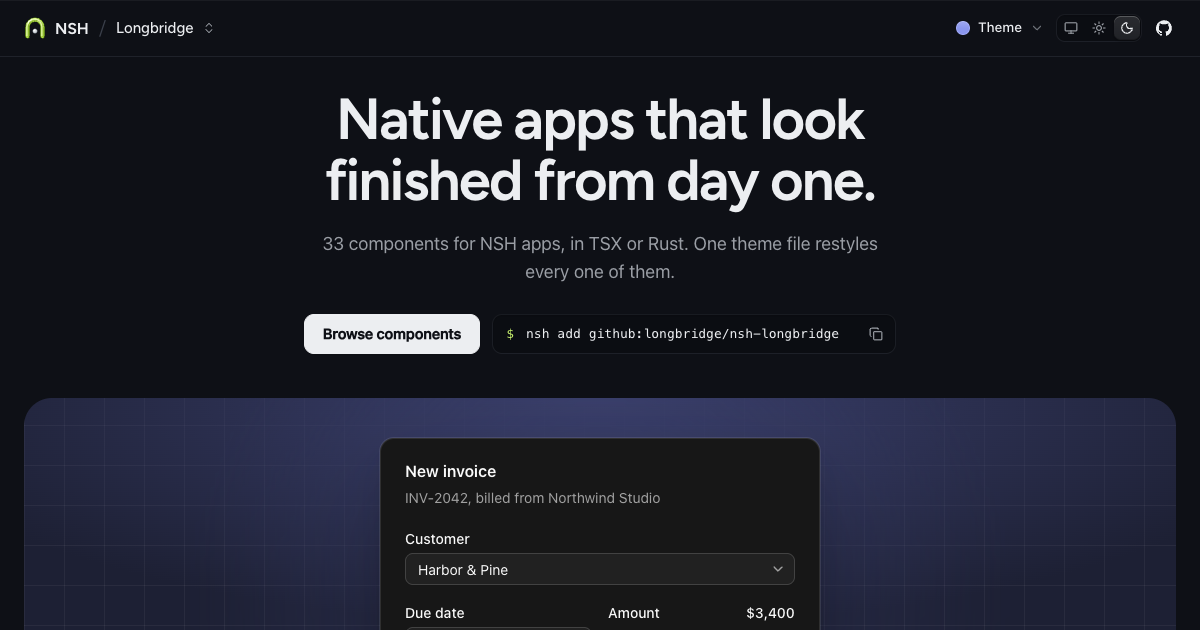 NSH / Longbridge
Theme
Native apps that look
finished from day one.
33 components for NSH apps, in TSX or Rust. One theme file restyles
every one of them.
Browse components
$ nsh add github:longbridge/nsh-longbridge
New invoice
INV-2042, billed from Northwind Studio
Customer
Harbor & Pine
Due date
Amount
$3,400